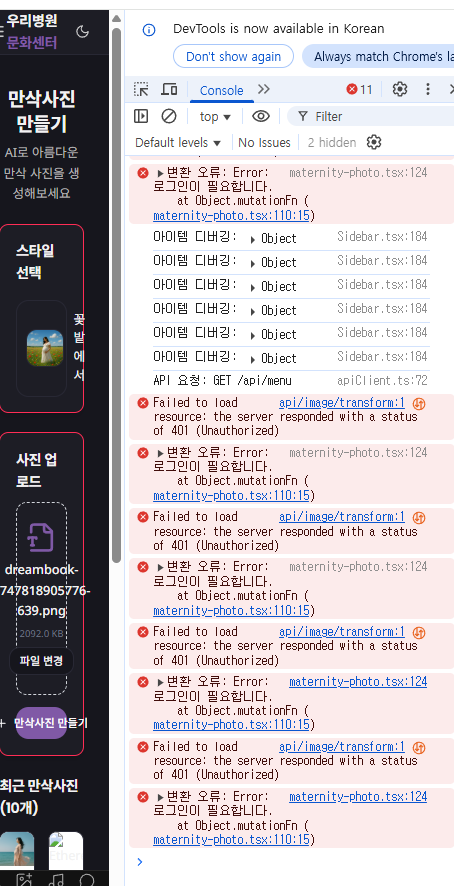 우리병원
문화센터
만삭사진
만들기
AI로 아름다운
만삭 사진을 생
성해보세요
스타일
선택
꽃
밭
에
서
사진 업
로드
dreambook-
747818905776-
639.png
2092.0 KB
파일 변경
+ 만삭사진 만들기
최근 만삭사진
(10개)
DevTools is now available in Korean
Don't show again
Always match Chrome's la
Console
11
top
Filter
Default levels
No Issues
2 hidden
변환 오류: Error: maternity-photo.tsx:124
로그인이 필요합니다.
at Object.mutationFn (
maternity-photo.tsx:110:15)
아이템 디버깅: Object Sidebar.tsx:184
아이템 디버깅: Object Sidebar.tsx:184
아이템 디버깅: Object Sidebar.tsx:184
아이템 디버깅: Object Sidebar.tsx:184
아이템 디버깅: Object Sidebar.tsx:184
아이템 디버깅: Object Sidebar.tsx:184
API 요청: GET /api/menu apiClient.ts:72
Failed to load api/image/transform:1
resource: the server responded with a status
of 401 (Unauthorized)
변환 오류: Error: maternity-photo.tsx:124
로그인이 필요합니다.
at Object.mutationFn (
maternity-photo.tsx:110:15)
Failed to load api/image/transform:1
resource: the server responded with a status
of 401 (Unauthorized)
변환 오류: Error: maternity-photo.tsx:124
로그인이 필요합니다.
at Object.mutationFn (
maternity-photo.tsx:110:15)
Failed to load api/image/transform:1
resource: the server responded with a status
of 401 (Unauthorized)
변환 오류: Error: maternity-photo.tsx:124
로그인이 필요합니다.
at Object.mutationFn (
maternity-photo.tsx:110:15)
Failed to load api/image/transform:1
resource: the server responded with a status
of 401 (Unauthorized)
변환 오류: Error: maternity-photo.tsx:124
로그인이 필요합니다.
at Object.mutationFn (
maternity-photo.tsx:110:15)